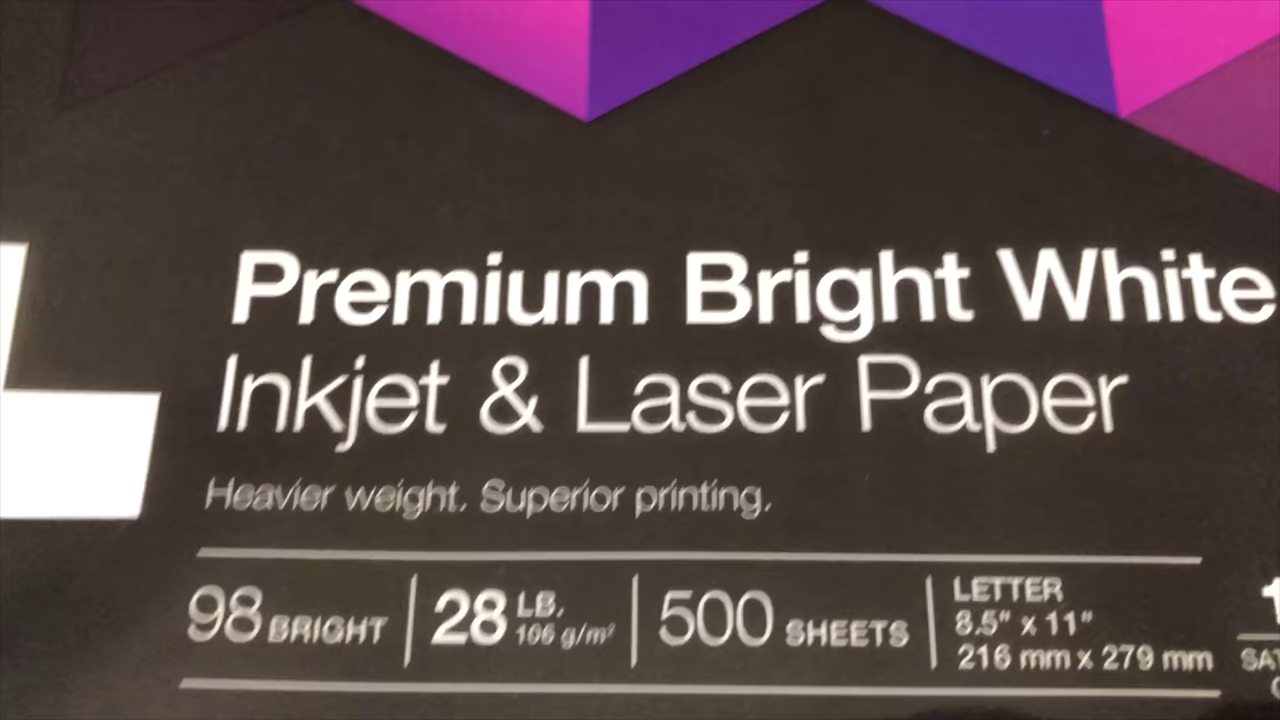 Premium Bright White
Inkjet & Laser Paper
Heavier weight. Superior printing.
98 BRIGHT
28 LB.
106 g/m²
500 SHEETS
LETTER
8.5" x 11"
216 mm x 279 mm